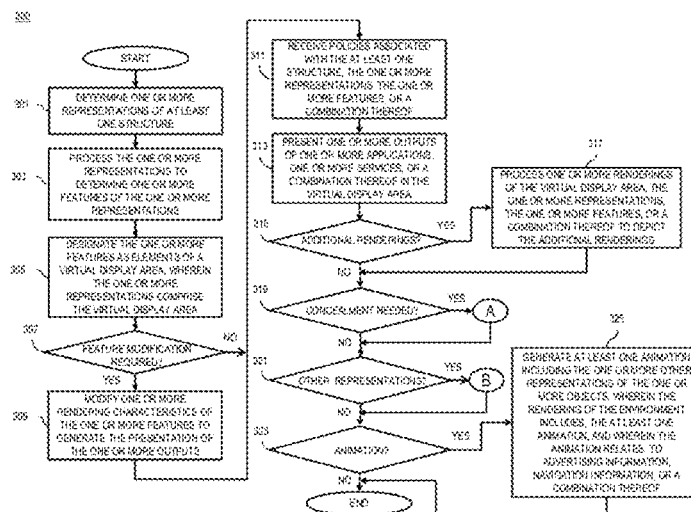 300
START
301
DETERMINE ONE OR MORE
REPRESENTATIONS OF AT LEAST
ONE STRUCTURE
303
PROCESS THE ONE OR MORE
REPRESENTATIONS TO
DETERMINE ONE OR MORE
FEATURES OF THE ONE OR MORE
REPRESENTATIONS
305
DESIGNATE THE ONE OR MORE
FEATURES AS ELEMENTS OF A
VIRTUAL DISPLAY AREA, WHEREIN
THE ONE OR MORE
REPRESENTATIONS COMPRISE
THE VIRTUAL DISPLAY AREA
307
FEATURE MODIFICATION
REQUIRED?
NO
YES
MODIFY ONE OR MORE
RENDERING CHARACTERISTICS OF
THE ONE OR MORE FEATURES TO
GENERATE THE PRESENTATION OF
THE ONE OR MORE OUTPUTS
311
RECEIVE POLICIES ASSOCIATED
WITH THE AT LEAST ONE
STRUCTURE, THE ONE OR MORE
REPRESENTATIONS, THE ONE OR
MORE FEATURES, OR A
COMBINATION THEREOF
313
PRESENT ONE OR MORE OUTPUTS
OF ONE OR MORE APPLICATIONS,
ONE OR MORE SERVICES, OR A
COMBINATION THEREOF IN THE
VIRTUAL DISPLAY AREA
315
ADDITIONAL RENDERINGS?
YES
NO
317
PROCESS ONE OR MORE RENDERINGS
OF THE VIRTUAL DISPLAY AREA, THE
ONE OR MORE REPRESENTATIONS,
THE ONE OR MORE FEATURES, OR A
COMBINATION THEREOF TO DEPICT
THE ADDITIONAL RENDERINGS
319
CONCEALMENT NEEDED?
YES
A
NO
321
OTHER REPRESENTATIONS?
YES
B
NO
323
ANIMATION?
YES
NO
END
325
GENERATE AT LEAST ONE ANIMATION
INCLUDING THE ONE OR MORE OTHER
REPRESENTATIONS OF THE ONE OR
MORE OBJECTS, WHEREIN THE
RENDERING OF THE ENVIRONMENT
INCLUDES, THE AT LEAST ONE
ANIMATION, AND WHEREIN THE
ANIMATION RELATES, TO
ADVERTISING INFORMATION,
NAVIGATION INFORMATION, OR A
COMBINATION THEREOF